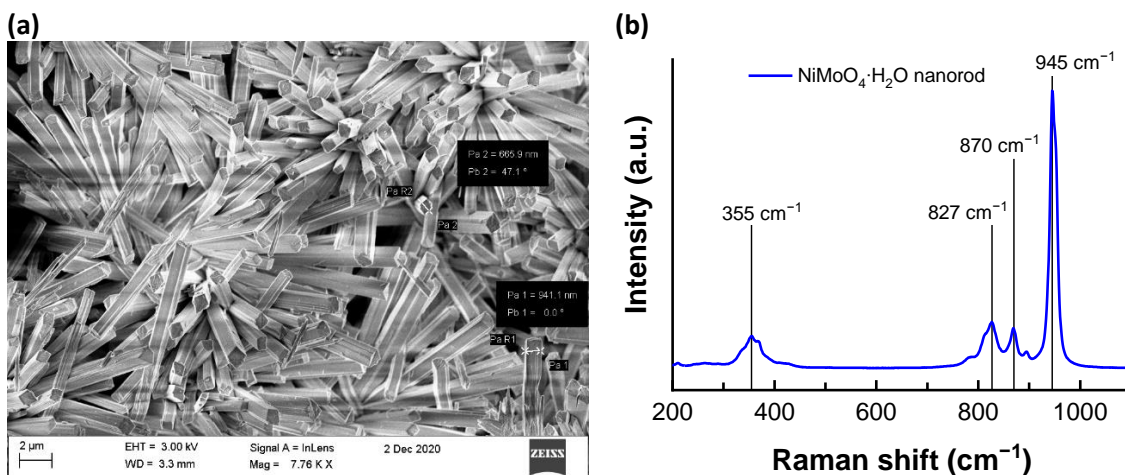 (a)
Pa 2 = 665.9 nm
Pb 2 = 47.1 °
Pa R2
Pa 2
Pa 1 = 941.1 nm
Pb 1 = 0.0 °
Pa R1
Pa 1
2 µm
EHT = 3.00 kV
Signal A = InLens
2 Dec 2020
WD = 3.3 mm
Mag = 7.76 K X
ZEISS
(b)
NiMoO₄·H₂O nanorod
945 cm⁻¹
870 cm⁻¹
827 cm⁻¹
355 cm⁻¹
Intensity (a.u.)
200 400 600 800 1000
Raman shift (cm⁻¹)